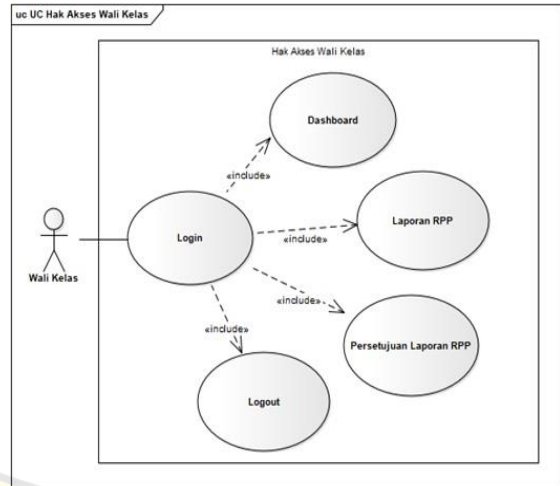 uc UC Hak Akses Wali Kelas
Hak Akses Wali Kelas
Dashboard
«include»
Laporan RPP
Login
«include»
Wali Kelas
«include»
«include»
Persetujuan Laporan RPP
Logout